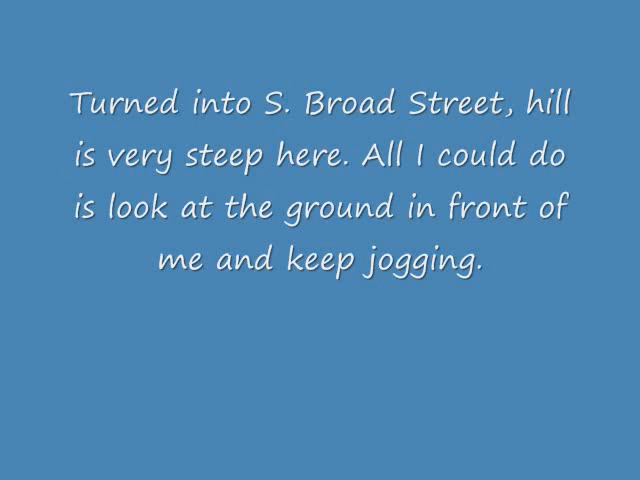 Turned into S. Broad Street, hill
is very steep here. All I could do
is look at the ground in front of
me and keep jogging.